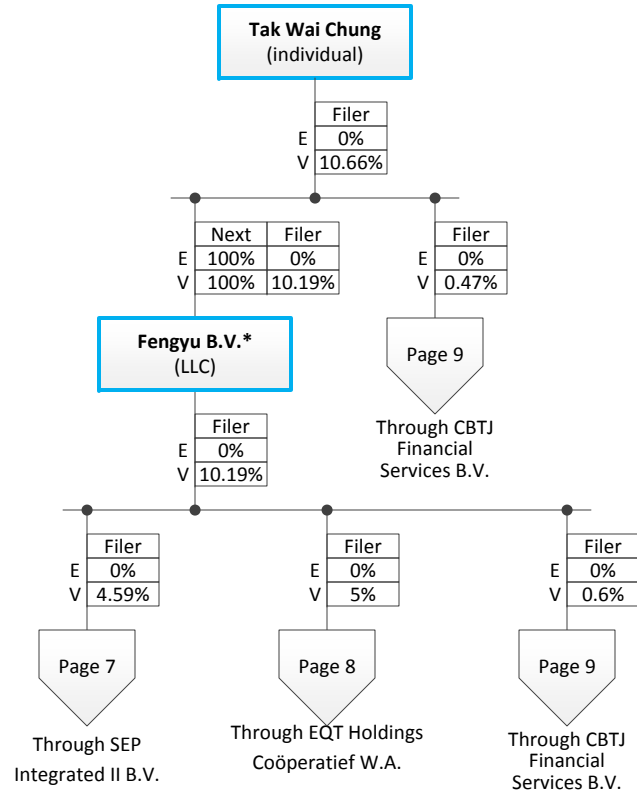 Tak Wai Chung
(individual)
Filer
E 0%
V 10.66%
Next Filer
E 100% 0%
V 100% 10.19%
Filer
E 0%
V 0.47%
Fengyu B.V.*
(LLC)
Page 9
Through CBTJ
Financial
Services B.V.
Filer
E 0%
V 10.19%
Filer
E 0%
V 4.59%
Filer
E 0%
V 5%
Filer
E 0%
V 0.6%
Page 7
Through SEP
Integrated II B.V.
Page 8
Through EQT Holdings
Coöperatief W.A.
Page 9
Through CBTJ
Financial
Services B.V.